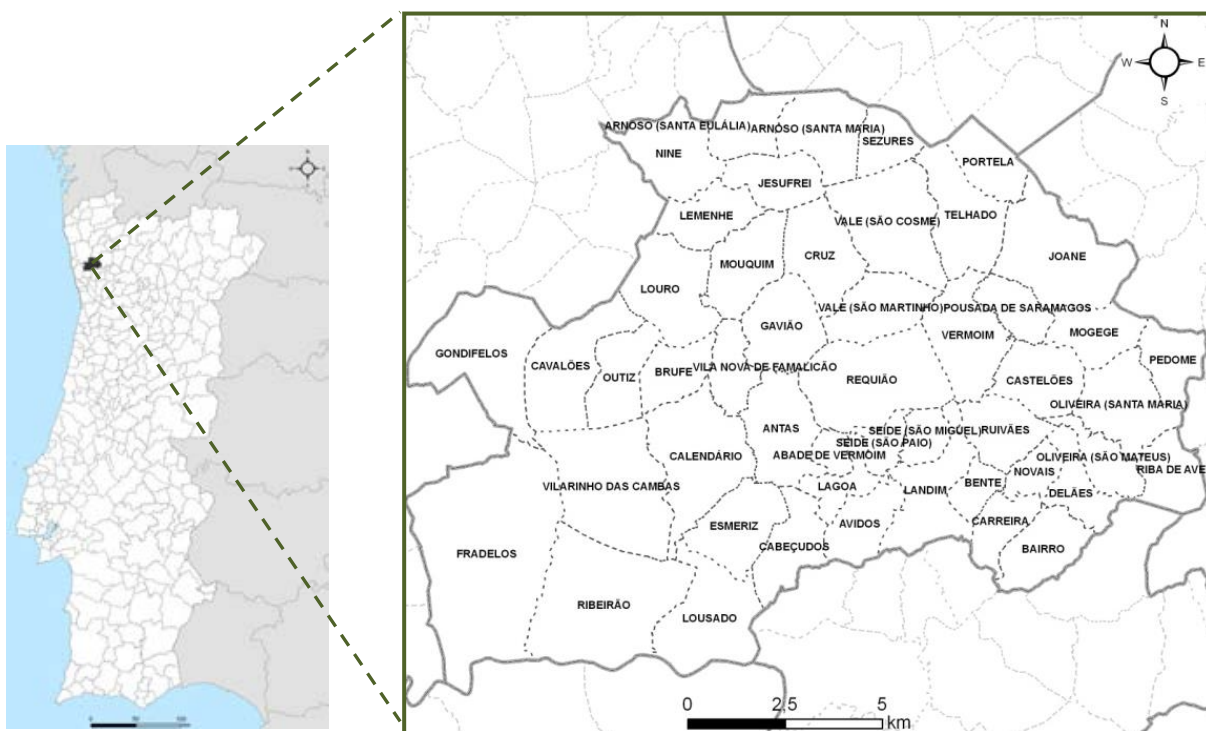 N
W E
S
ARNOSO (SANTA EULÁLIA)
ARNOSO (SANTA MARIA)
SEZURES
NINE
PORTELA
JESUFREI
LEMENHE
VALE (SÃO COSME)
TELHADO
MOUQUIM
CRUZ
JOANE
LOURO
VALE (SÃO MARTINHO)
POUSADA DE SARAMAGOS
GAVIÃO
VERMOIM
MOGEGE
GONDIFELOS
PEDOME
CAVALÕES
OUTIZ
BRUFE
VILA NOVA DE FAMALICÃO
REQUIÃO
CASTELÕES
OLIVEIRA (SANTA MARIA)
ANTAS
SEIDE (SÃO MIGUEL)
RUIVÃES
SEIDE (SÃO PAIO)
CALENDÁRIO
ABADE DE VERMOIM
OLIVEIRA (SÃO MATEUS)
RIBA DE AVE
NOVAIS
VILARINHO DAS CAMBAS
LAGOA
LANDIM
BENTE
DELÃES
ESMERIZ
AVIDOS
CARREIRA
CABEÇUDOS
BAIRRO
FRADELOS
RIBEIRÃO
LOUSADO
0 2,5 5
km